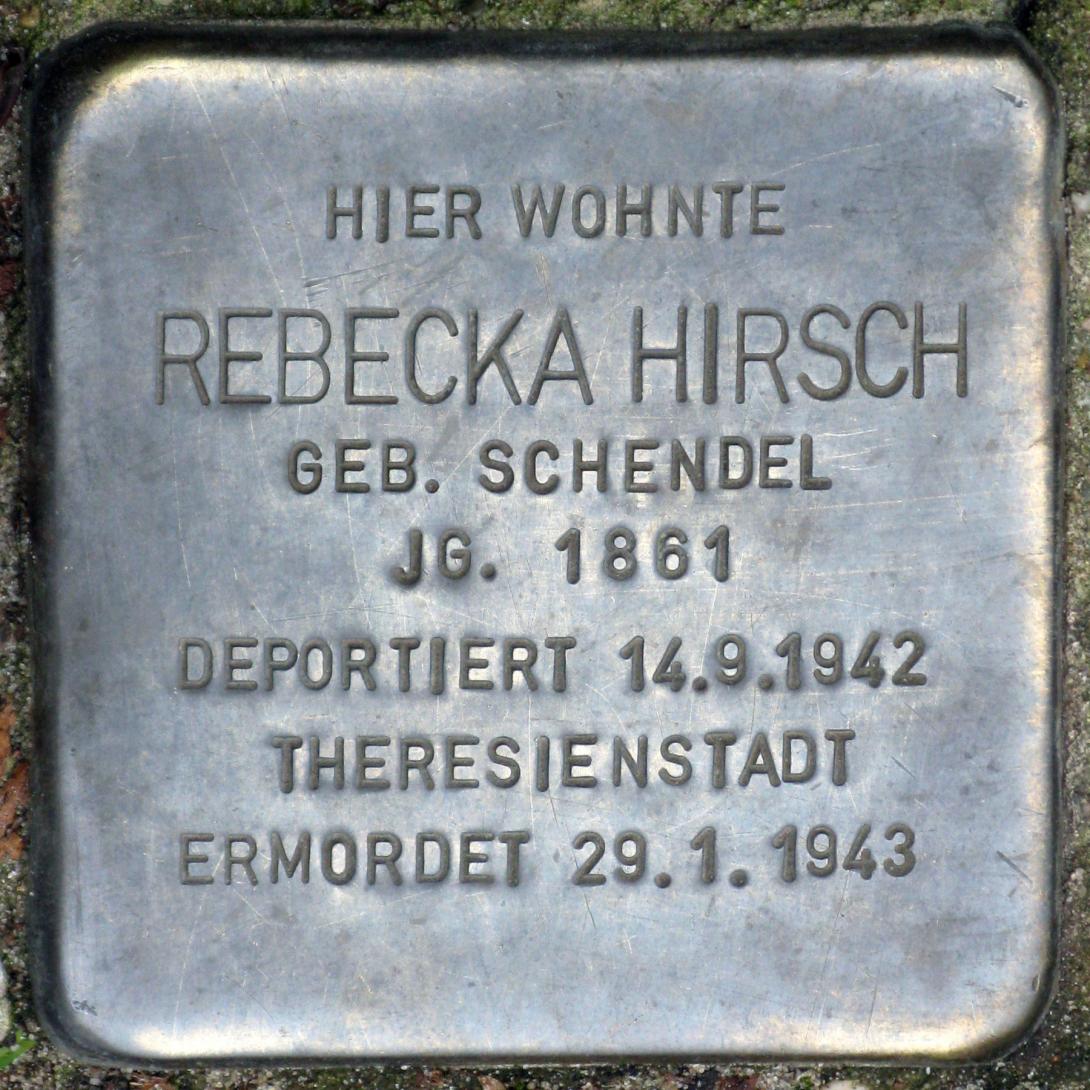 HIER WOHNTE
REBECKA HIRSCH
GEB. SCHENDEL
JG. 1861
DEPORTIERT 14.9.1942
THERESIENSTADT
ERMORDET 29.1.1943